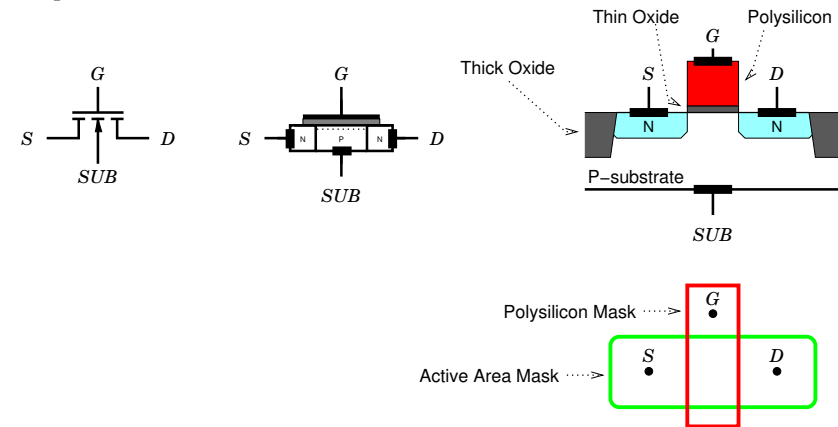 G
S
D
SUB
G
S
N
P
N
D
SUB
Thin Oxide
Polysilicon
G
Thick Oxide
S
D
N
N
P−substrate
SUB
Polysilicon Mask
G
Active Area Mask
S
D